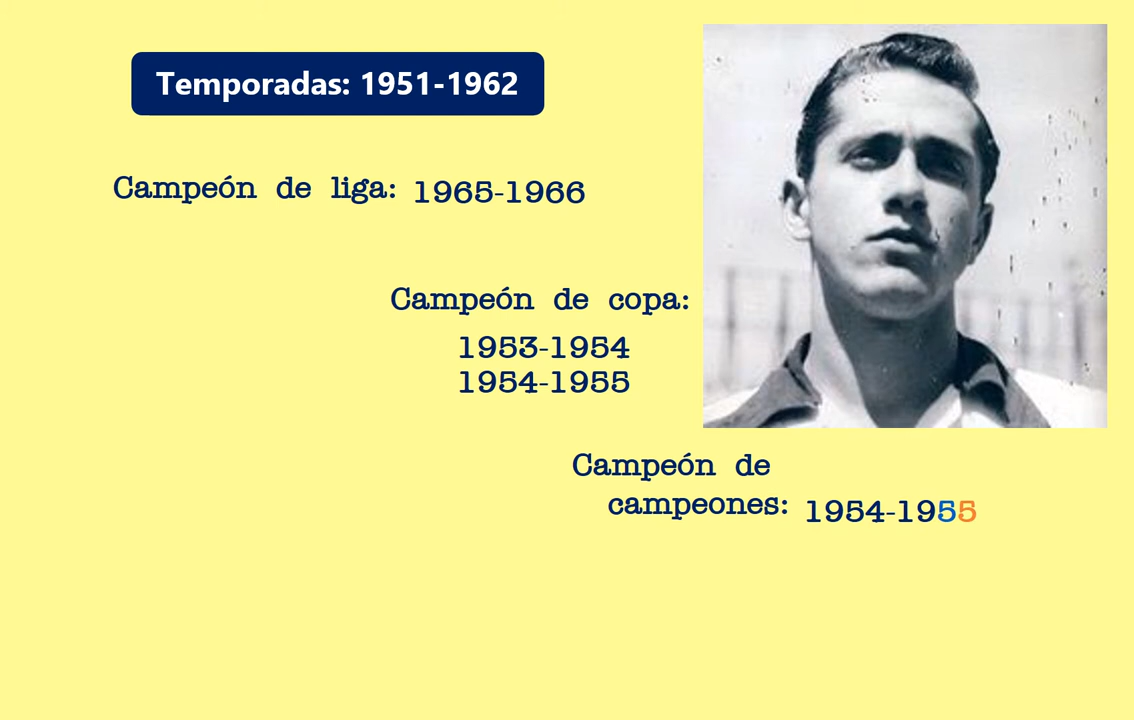 Temporadas: 1951-1962
Campeón de liga: 1965-1966
Campeón de copa:
1953-1954
1954-1955
Campeón de
campeones: 1954-1955